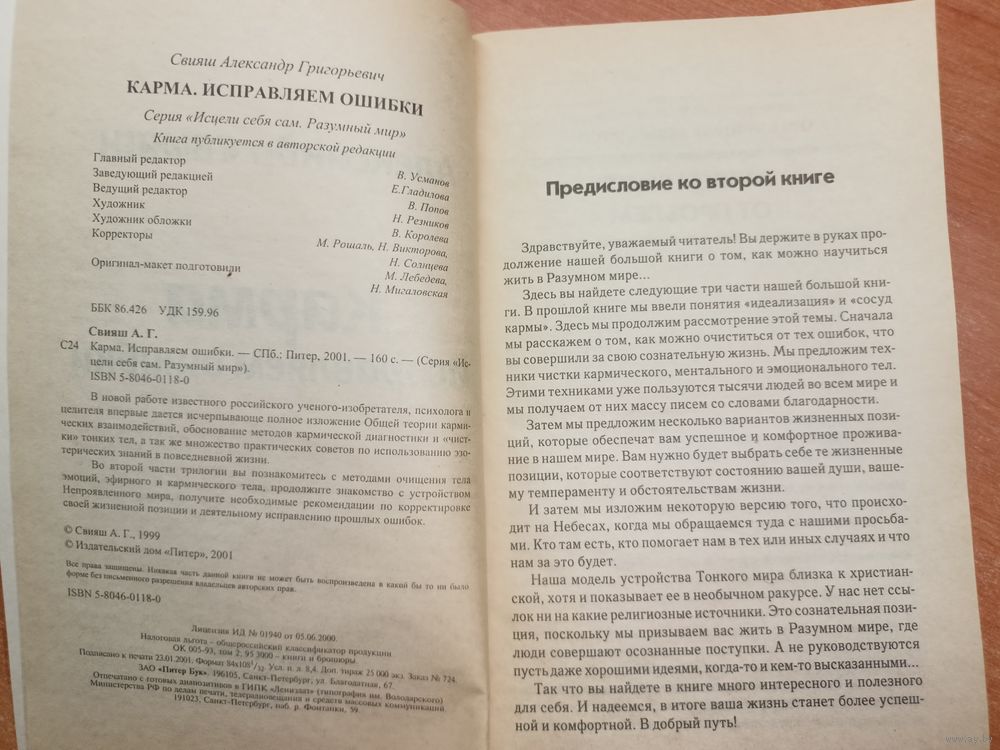 Свияш Александр Григорьевич
КАРМА. ИСПРАВЛЯЕМ ОШИБКИ
Серия «Исцели себя сам. Разумный мир»
Книга публикуется в авторской редакции
Главный редактор В. Усманов
Заведующий редакцией Е.Гладилова
Ведущий редактор В. Попов
Художник Н. Резников
Художник обложки В. Королева
Корректоры М. Рошаль, Н. Викторова,
Н. Солнцева
Оригинал-макет подготовили М. Лебедева,
Н. Мигаловская
ББК 86.426 УДК 159.96
Свияш А. Г.
С24 Карма. Исправляем ошибки. — СПб.: Питер, 2001. — 160 с. — (Серия «Ис-
цели себя сам. Разумный мир»).
ISBN 5-8046-0118-0
В новой работе известного российского ученого-изобретателя, психолога и
целителя впервые дается исчерпывающе полное изложение Общей теории карми-
ческих взаимодействий, обоснование методов кармической диагностики и «чист-
ки» тонких тел, а так же множество практических советов по использованию эзо-
терических знаний в повседневной жизни.
Во второй части трилогии вы познакомитесь с методами очищения тела
эмоций, эфирного и кармического тела, продолжите знакомство с устройством
Непроявленного мира, получите необходимые рекомендации по корректировке
своей жизненной позиции и деятельному исправлению прошлых ошибок.
© Свияш А. Г., 1999
© Издательский дом «Питер», 2001
Все права защищены. Никакая часть данной книги не может быть воспроизведена в какой бы то ни было
форме без письменного разрешения владельцев авторских прав.
ISBN 5-8046-0118-0
Лицензия ИД № 01940 от 05.06.2000.
Налоговая льгота – общероссийский классификатор продукции
ОК 005-93, том 2; 95 3000 – книги и брошюры.
Подписано к печати 23.01.2001. Формат 84х108¹/₃₂ Усл. п. л. 8,4. Доп. тираж 25 000 экз. Заказ № 724.
ЗАО «Питер Бук». 196105, Санкт-Петербург, ул. Благодатная, 67.
Отпечатано с готовых диапозитивов в ГИПК «Лениздат» (типография им. Володарского)
Министерства РФ по делам печати, телерадиовещания и средств массовых коммуникаций.
191023, Санкт-Петербург, наб. р. Фонтанки, 59.
Предисловие ко второй книге
Здравствуйте, уважаемый читатель! Вы держите в руках про-
должение нашей большой книги о том, как можно научиться
жить в Разумном мире...
Здесь вы найдете следующие три части нашей большой кни-
ги. В прошлой книге мы ввели понятия «идеализация» и «сосуд
кармы». Здесь мы продолжим рассмотрение этой темы. Сначала
мы расскажем о том, как можно очиститься от тех ошибок, что
вы совершили за свою сознательную жизнь. Мы предложим тех-
ники чистки кармического, ментального и эмоционального тел.
Этими техниками уже пользуются тысячи людей во всем мире и
мы получаем от них массу писем со словами благодарности.
Затем мы предложим несколько вариантов жизненных пози-
ций, которые обеспечат вам успешное и комфортное прожива-
ние в нашем мире. Вам нужно будет выбрать себе те жизненные
позиции, которые соответствуют состоянию вашей души, ваше-
му темпераменту и обстоятельствам жизни.
И затем мы изложим некоторую версию того, что происхо-
дит на Небесах, когда мы обращаемся туда с нашими просьба-
ми. Кто там есть, кто помогает нам в тех или иных случаях и что
нам за это будет.
Наша модель устройства Тонкого мира близка к христиан-
ской, хотя и показывает ее в необычном ракурсе. У нас нет ссы-
лок ни на какие религиозные источники. Это сознательная пози-
ция, поскольку мы призываем вас жить в Разумном мире, где
люди совершают осознанные поступки. А не руководствуются
пусть даже хорошими идеями, когда-то и кем-то высказанными...
Так что вы найдете в книге много интересного и полезного
для себя. И надеемся, в итоге ваша жизнь станет более успеш-
ной и комфортной. В добрый путь!
www.ay.by